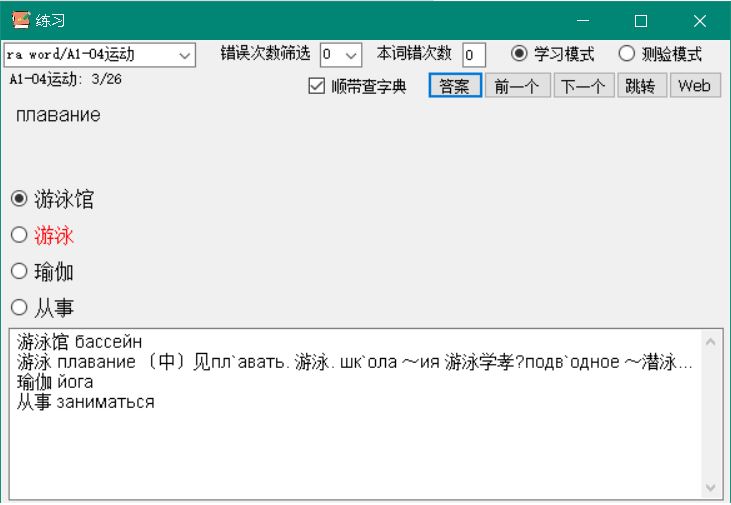 练习
ra word/A1-04运动 错误次数筛选 0 本词错次数 0 学习模式 测验模式
A1-04运动: 3/26 顺带查字典 答案 前一个 下一个 跳转 Web
плавание
游泳馆
游泳
瑜伽
从事
游泳馆 бассейн
游泳 плавание〔中〕见пл`авать. 游泳. шк`ола ～ия 游泳学孝?подв`одное ～潜泳...
瑜伽 йога
从事 заниматься